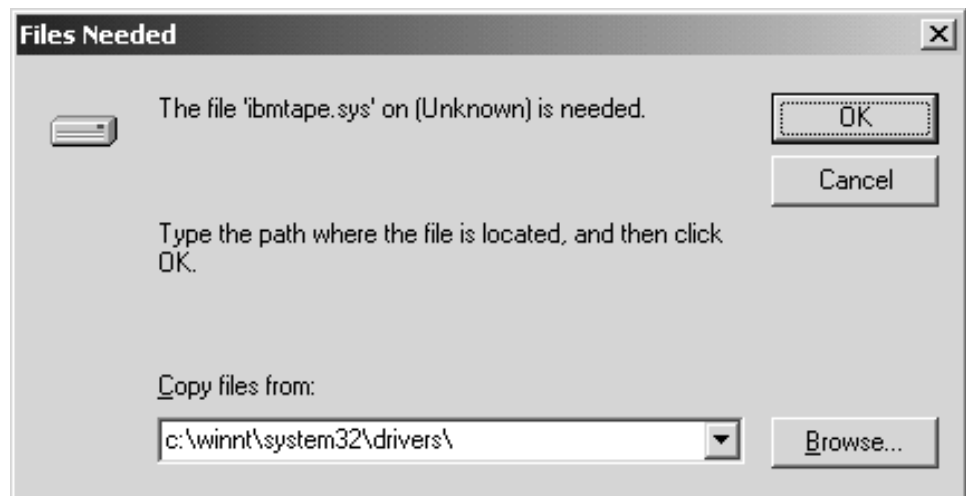 Files Needed
The file 'ibmtape.sys' on (Unknown) is needed.
OK
Cancel
Type the path where the file is located, and then click
OK.
Copy files from:
c:\winnt\system32\drivers\
Browse...